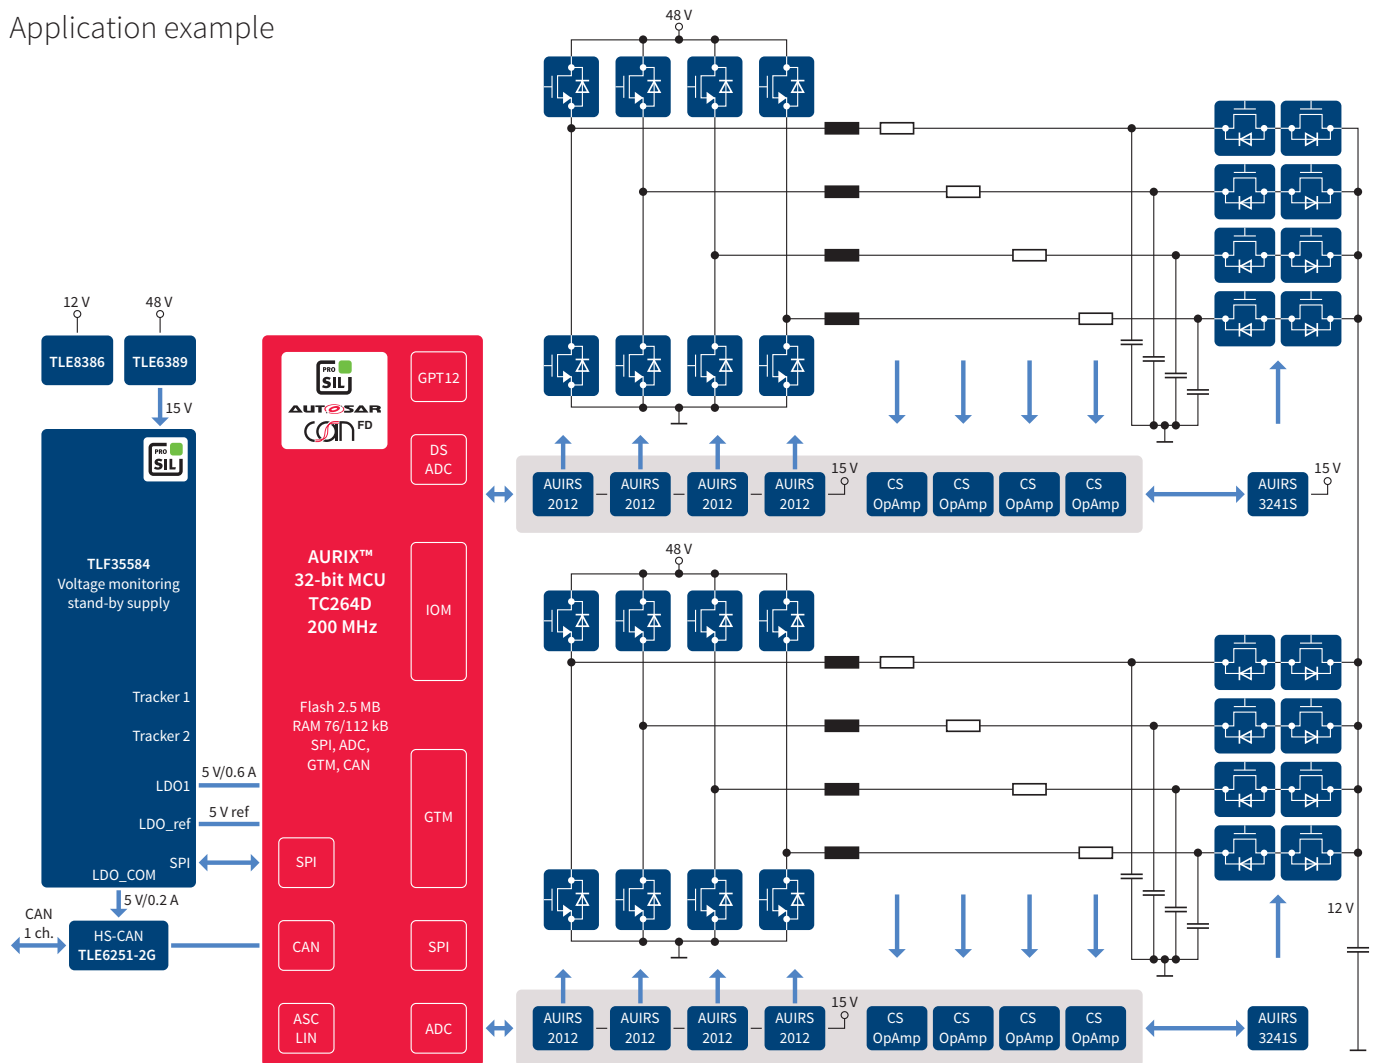 Application example
48 V
12 V
48 V
TLE8386
TLE6389
15 V
PRO
SIL
TLF35584
Voltage monitoring
stand-by supply
Tracker 1
Tracker 2
LDO1
LDO_ref
SPI
LDO_COM
5 V/0.6 A
5 V ref
5 V/0.2 A
CAN
1 ch.
HS-CAN
TLE6251-2G
PRO
SIL
AUTOSAR
CAN FD
AURIX™
32-bit MCU
TC264D
200 MHz
Flash 2.5 MB
RAM 76/112 kB
SPI, ADC,
GTM, CAN
GPT12
DS
ADC
IOM
GTM
SPI
CAN
SPI
ASC
LIN
ADC
AUIRS
2012
AUIRS
2012
AUIRS
2012
AUIRS
2012
15 V
CS
OpAmp
CS
OpAmp
CS
OpAmp
CS
OpAmp
AUIRS
3241S
15 V
48 V
12 V
AUIRS
2012
AUIRS
2012
AUIRS
2012
AUIRS
2012
15 V
CS
OpAmp
CS
OpAmp
CS
OpAmp
CS
OpAmp
AUIRS
3241S